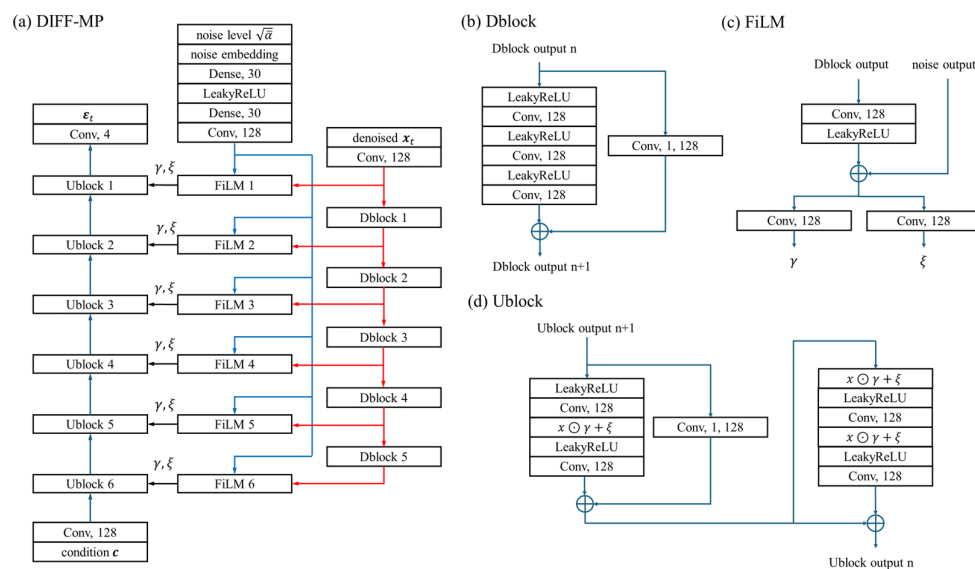 (a) DIFF-MP
noise level √ᾱ
noise embedding
Dense, 30
LeakyReLU
Dense, 30
Conv, 128
εₜ
Conv, 4
denoised xₜ
Conv, 128
Ublock 1
γ, ξ
FiLM 1
Dblock 1
Ublock 2
γ, ξ
FiLM 2
Dblock 2
Ublock 3
γ, ξ
FiLM 3
Dblock 3
Ublock 4
γ, ξ
FiLM 4
Dblock 4
Ublock 5
γ, ξ
FiLM 5
Dblock 5
Ublock 6
γ, ξ
FiLM 6
Conv, 128
condition c
(b) Dblock
Dblock output n
LeakyReLU
Conv, 128
LeakyReLU
Conv, 128
LeakyReLU
Conv, 128
Conv, 1, 128
Dblock output n+1
(c) FiLM
Dblock output
noise output
Conv, 128
LeakyReLU
Conv, 128
Conv, 128
γ
ξ
(d) Ublock
Ublock output n+1
LeakyReLU
Conv, 128
x ⊙ γ + ξ
LeakyReLU
Conv, 128
Conv, 1, 128
x ⊙ γ + ξ
LeakyReLU
Conv, 128
x ⊙ γ + ξ
LeakyReLU
Conv, 128
Ublock output n